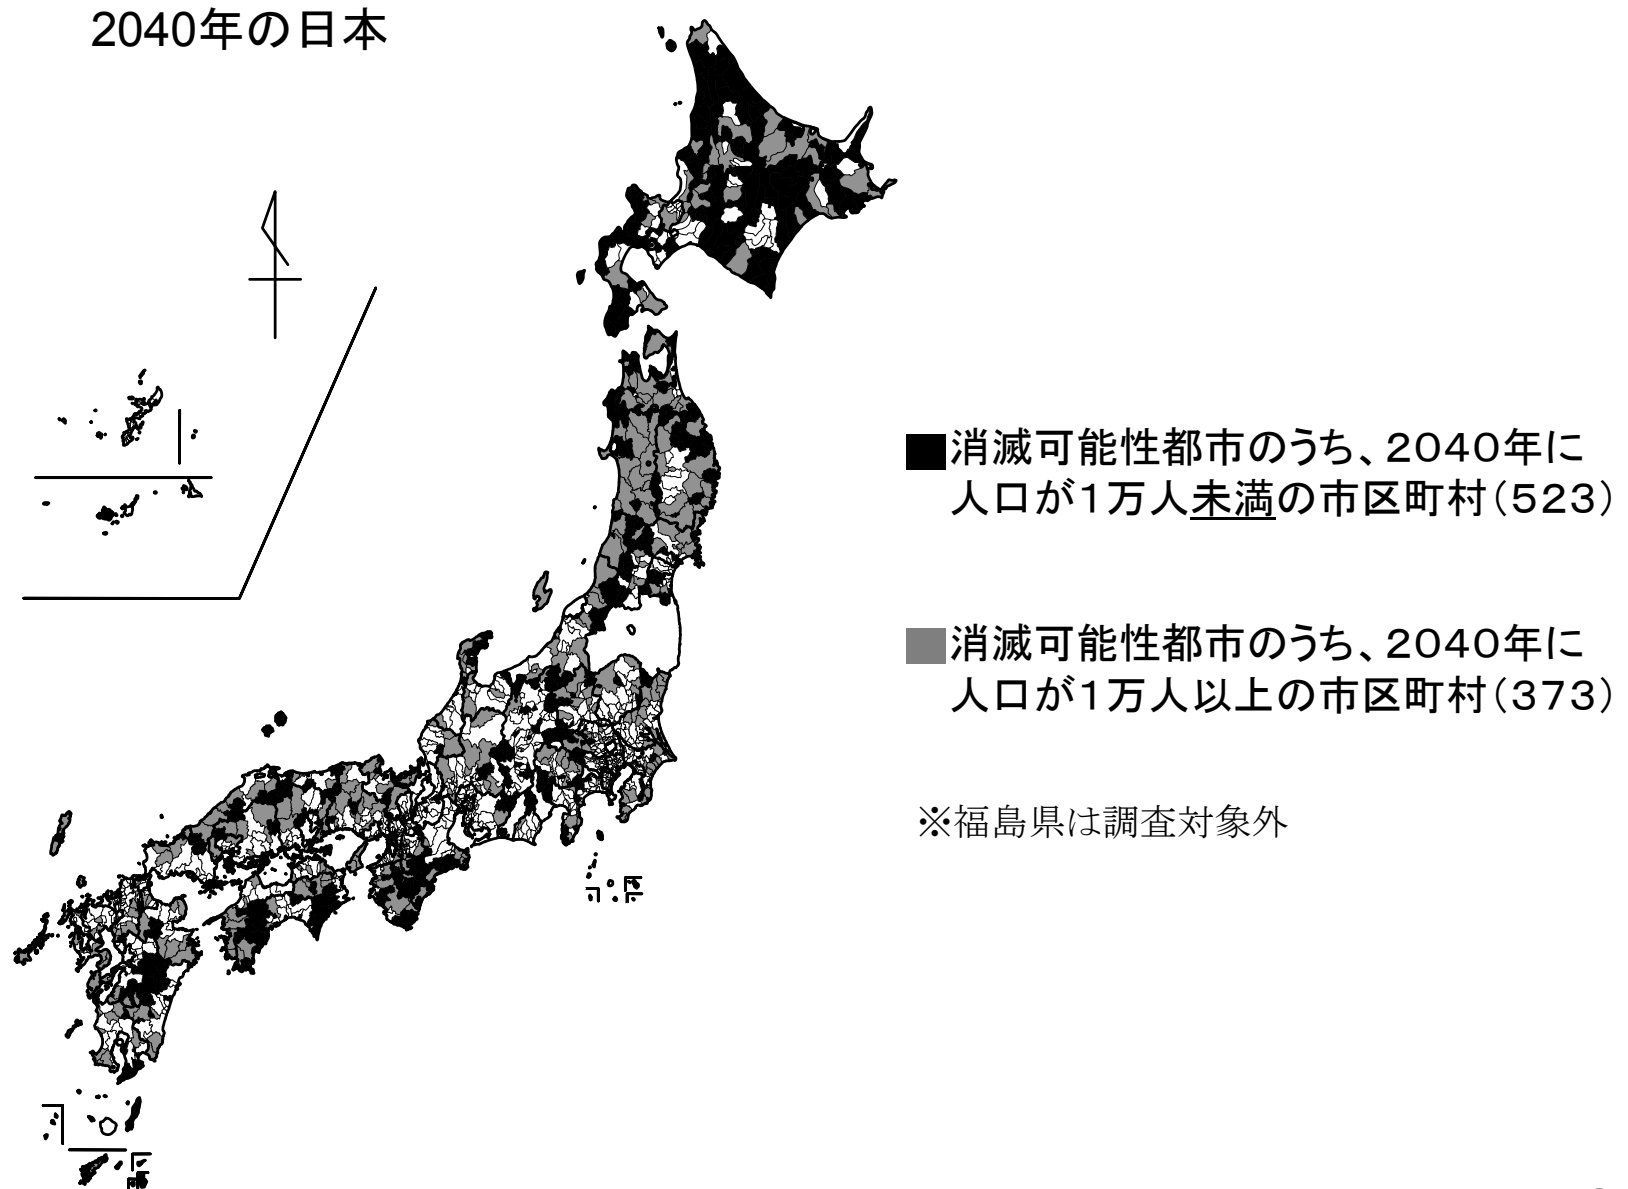 2040年の日本
消滅可能性都市のうち、２０４０年に
人口が１万人未満の市区町村（５２３）
消滅可能性都市のうち、２０４０年に
人口が１万人以上の市区町村（３７３）
※福島県は調査対象外